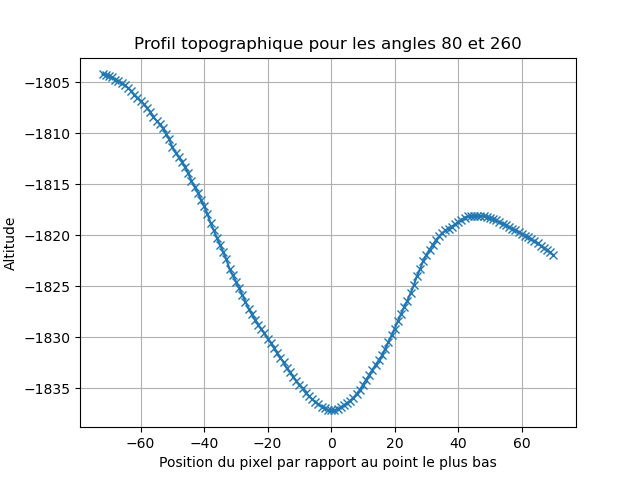 Profil topographique pour les angles 80 et 260
−1805
−1810
−1815
−1820
−1825
−1830
−1835
Altitude
−60 −40 −20 0 20 40 60
Position du pixel par rapport au point le plus bas